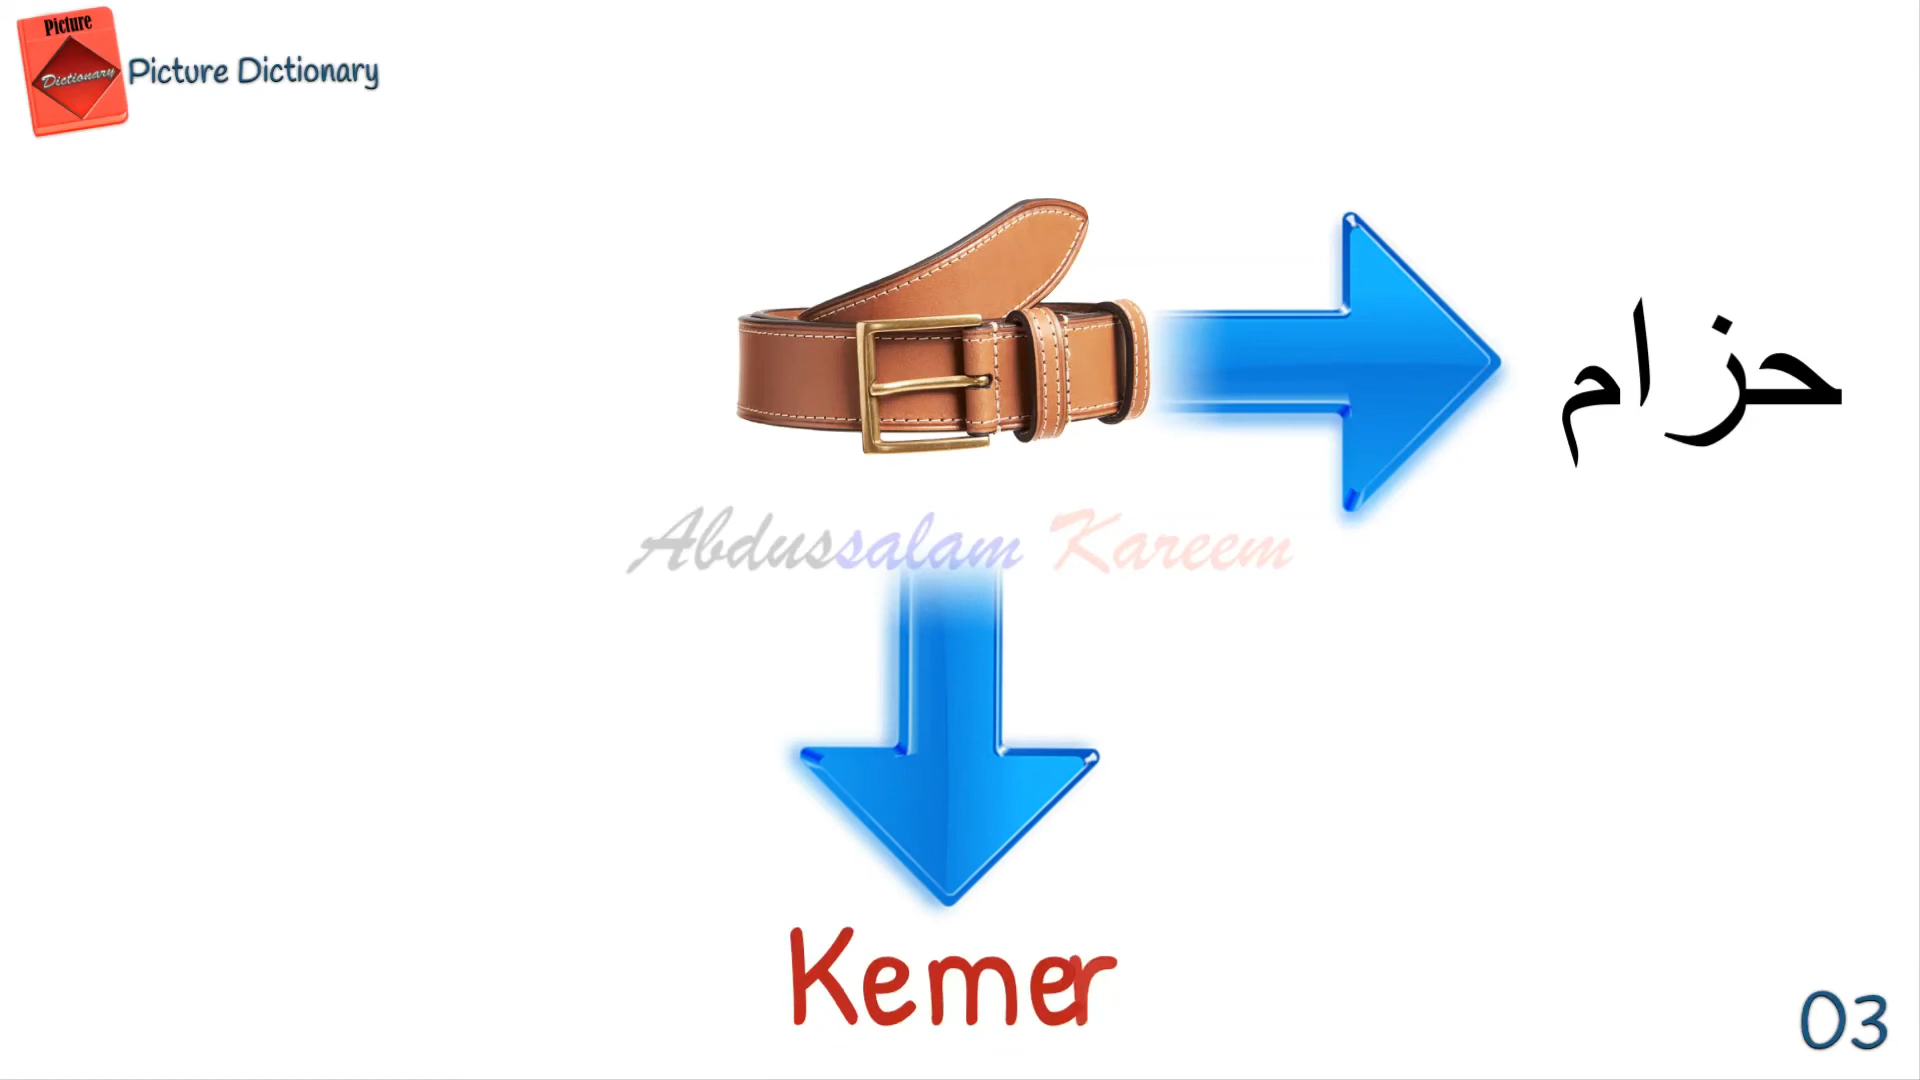 Picture
Dictionary
Picture Dictionary
حزام
Abdussalam Kareem
Kemer
03